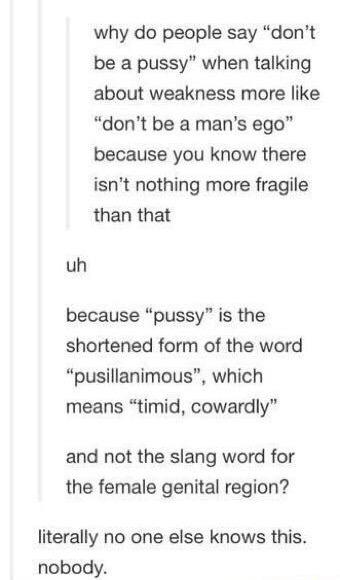 why do people say “don’t
be a pussy” when talking
about weakness more like
“don’t be a man’s ego”
because you know there
isn’t nothing more fragile
than that
uh
because “pussy” is the
shortened form of the word
“pusillanimous”, which
means “timid, cowardly”
and not the slang word for
the female genital region?
literally no one else knows this.
nobody.